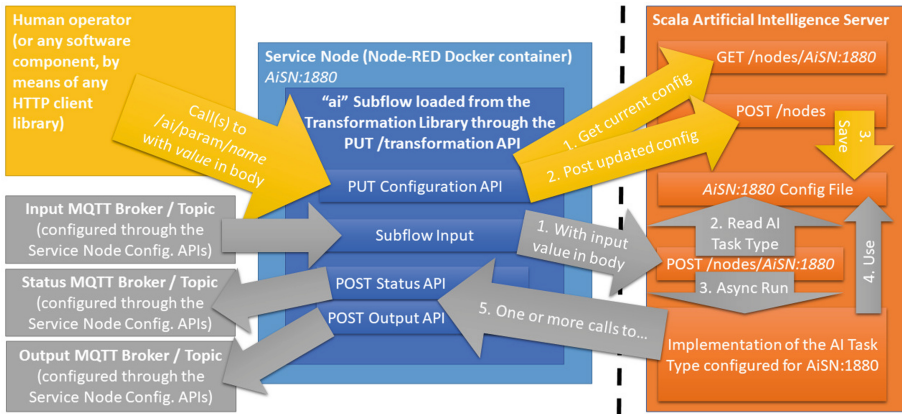 Human operator
(or any software
component, by
means of any
HTTP client
library)
Call(s) to
/ai/param/name
with value in body
Service Node (Node-RED Docker container)
AiSN:1880
"ai" Subflow loaded from the
Transformation Library through the
PUT /transformation API
PUT Configuration API
Subflow Input
POST Status API
POST Output API
Input MQTT Broker / Topic
(configured through the
Service Node Config. APIs)
Status MQTT Broker / Topic
(configured through the
Service Node Config. APIs)
Output MQTT Broker / Topic
(configured through the
Service Node Config. APIs)
1. Get current config
2. Post updated config
1. With input
value in body
5. One or more calls to...
Scala Artificial Intelligence Server
GET /nodes/AiSN:1880
POST /nodes
3.
Save
AiSN:1880 Config File
2. Read AI
Task Type
POST /nodes/AiSN:1880
3. Async Run
4. Use
Implementation of the AI Task
Type configured for AiSN:1880